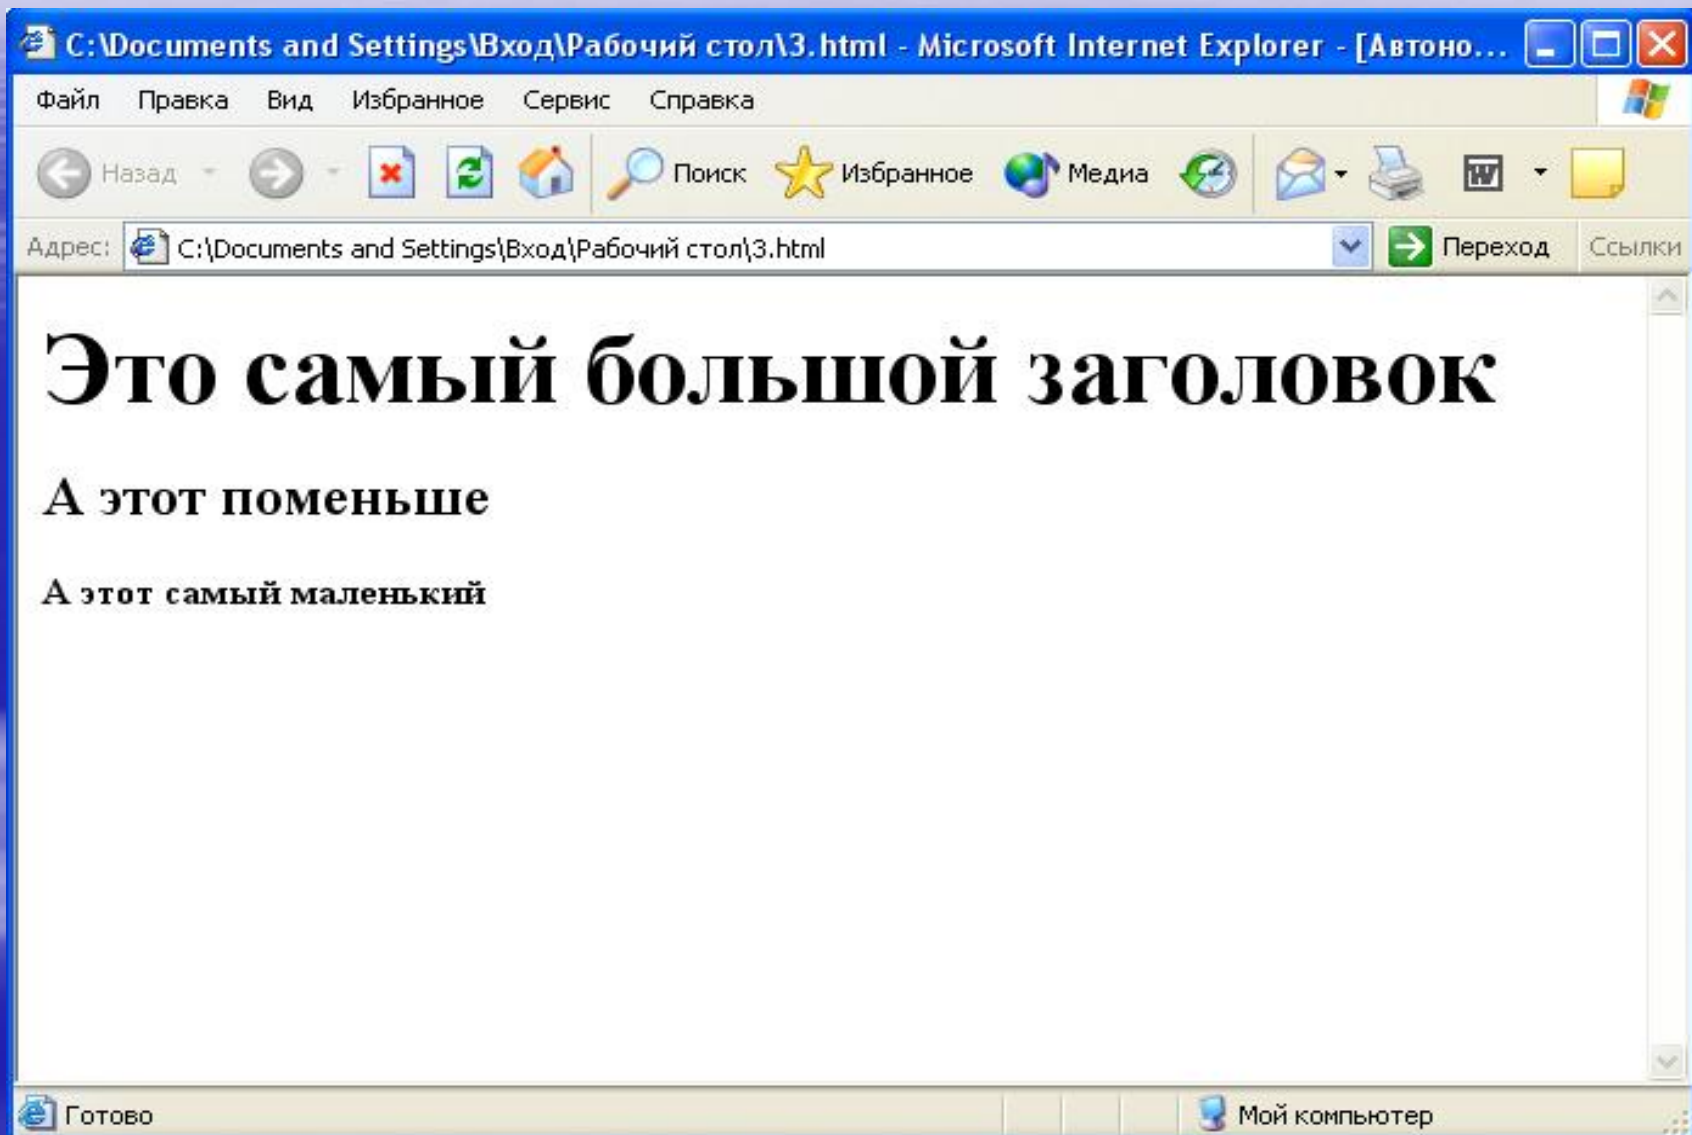 C:\Documents and Settings\Вход\Рабочий стол\3.html - Microsoft Internet Explorer - [Автоно...
Файл Правка Вид Избранное Сервис Справка
Назад Поиск Избранное Медиа
Адрес: C:\Documents and Settings\Вход\Рабочий стол\3.html Переход Ссылки
Это самый большой заголовок
А этот поменьше
А этот самый маленький
Готово Мой компьютер